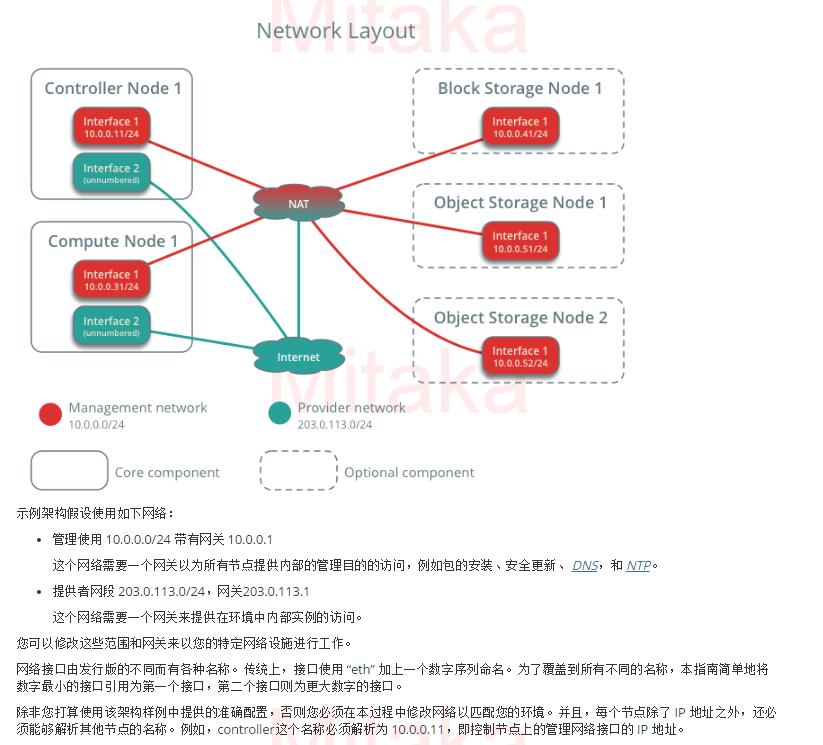 Mitaka
Network Layout
Controller Node 1
Interface 1
10.0.0.11/24
Interface 2
(unnumbered)
Compute Node 1
Interface 1
10.0.0.31/24
Interface 2
(unnumbered)
NAT
Internet
Block Storage Node 1
Interface 1
10.0.0.41/24
Object Storage Node 1
Interface 1
10.0.0.51/24
Object Storage Node 2
Interface 1
10.0.0.52/24
Mitaka
Management network
10.0.0.0/24
Provider network
203.0.113.0/24
Core component
Optional component
示例架构假设使用如下网络：
• 管理使用 10.0.0.0/24 带有网关 10.0.0.1
这个网络需要一个网关以为所有节点提供内部的管理目的的访问，例如包的安装、安全更新、 DNS，和 NTP。
• 提供者网段 203.0.113.0/24，网关203.0.113.1
这个网络需要一个网关来提供在环境中内部实例的访问。
您可以修改这些范围和网关来以您的特定网络设施进行工作。
网络接口由发行版的不同而有各种名称。传统上，接口使用 “eth” 加上一个数字序列命名。为了覆盖到所有不同的名称，本指南简单地将
数字最小的接口引用为第一个接口，第二个接口则为更大数字的接口。
除非您打算使用该架构样例中提供的准确配置，否则您必须在本过程中修改网络以匹配您的环境。并且，每个节点除了 IP 地址之外，还必
须能够解析其他节点的名称。例如，controller这个名称必须解析为 10.0.0.11，即控制节点上的管理网络接口的 IP 地址。